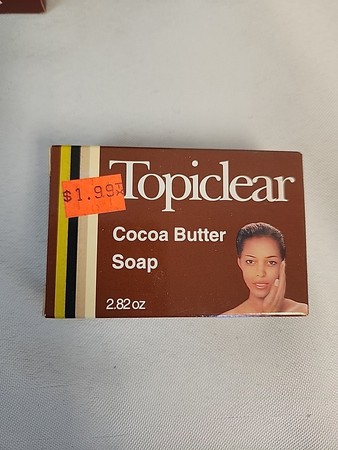 $1.99
Topiclear
Cocoa Butter
Soap
2.82 oz